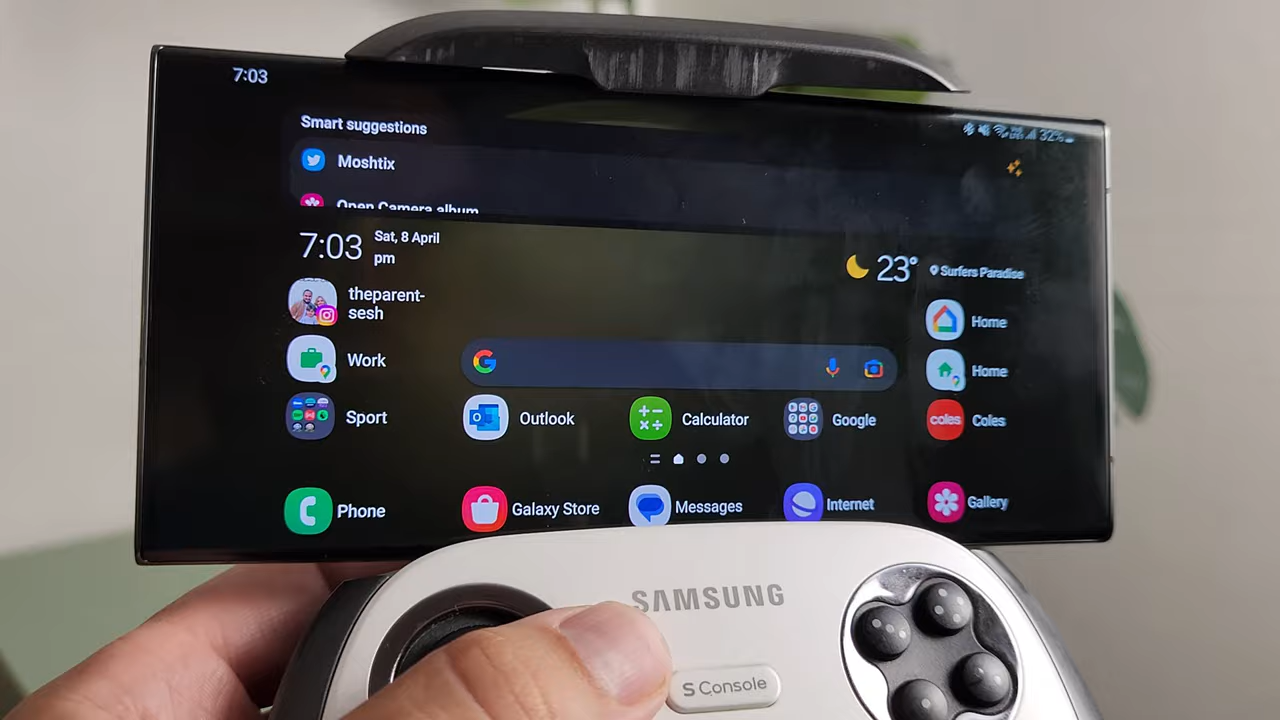 7:03
32%
Smart suggestions
Moshtix
Open Camera album
7:03
Sat, 8 April
pm
23°
Surfers Paradise
theparent-
sesh
Home
Work
Home
Sport
Outlook
Calculator
Google
coles
Coles
Phone
Galaxy Store
Messages
Internet
Gallery
SAMSUNG
S Console